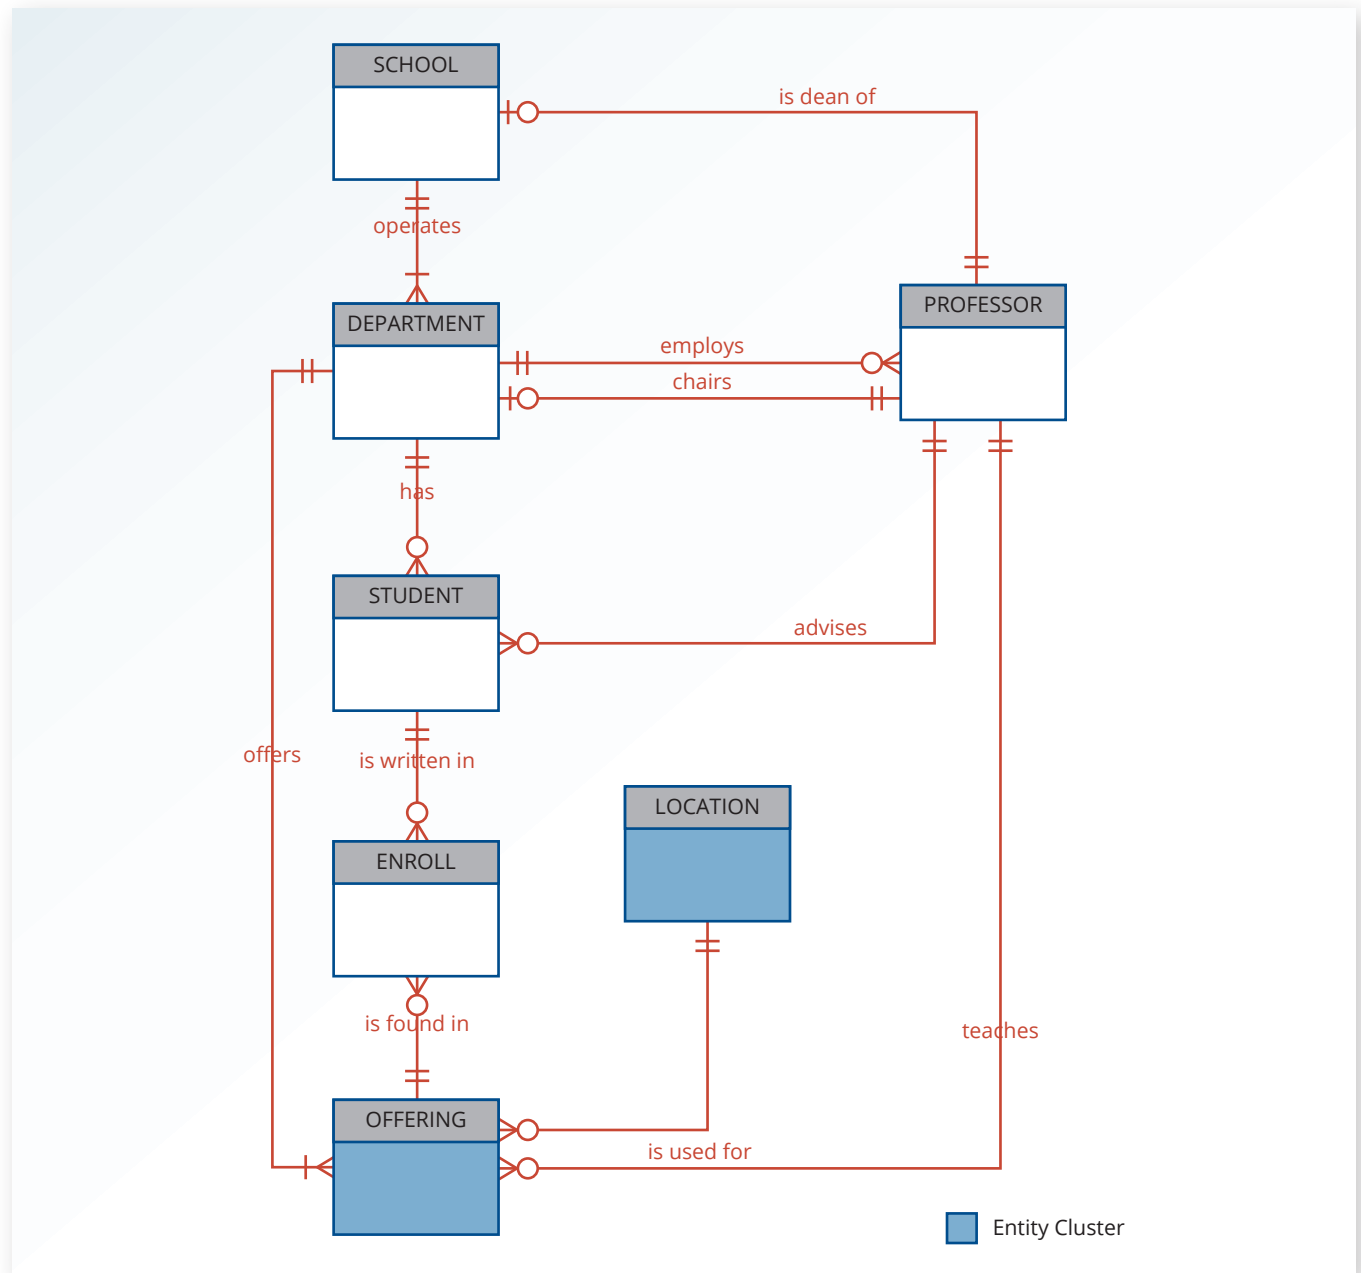 SCHOOL
is dean of
operates
PROFESSOR
DEPARTMENT
employs
chairs
has
STUDENT
advises
offers
is written in
LOCATION
ENROLL
is found in
teaches
OFFERING
is used for
Entity Cluster